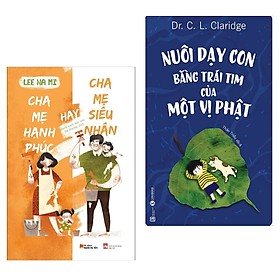 LEE NA MI
CHA
MẸ
HẠNH
PHÚC
HAY
CHA
MẸ
SIÊU
NHÂN
Dr. C. L. Claridge
NUÔI DẠY CON
BẰNG TRÁI TIM
CỦA
MỘT VỊ PHẬT